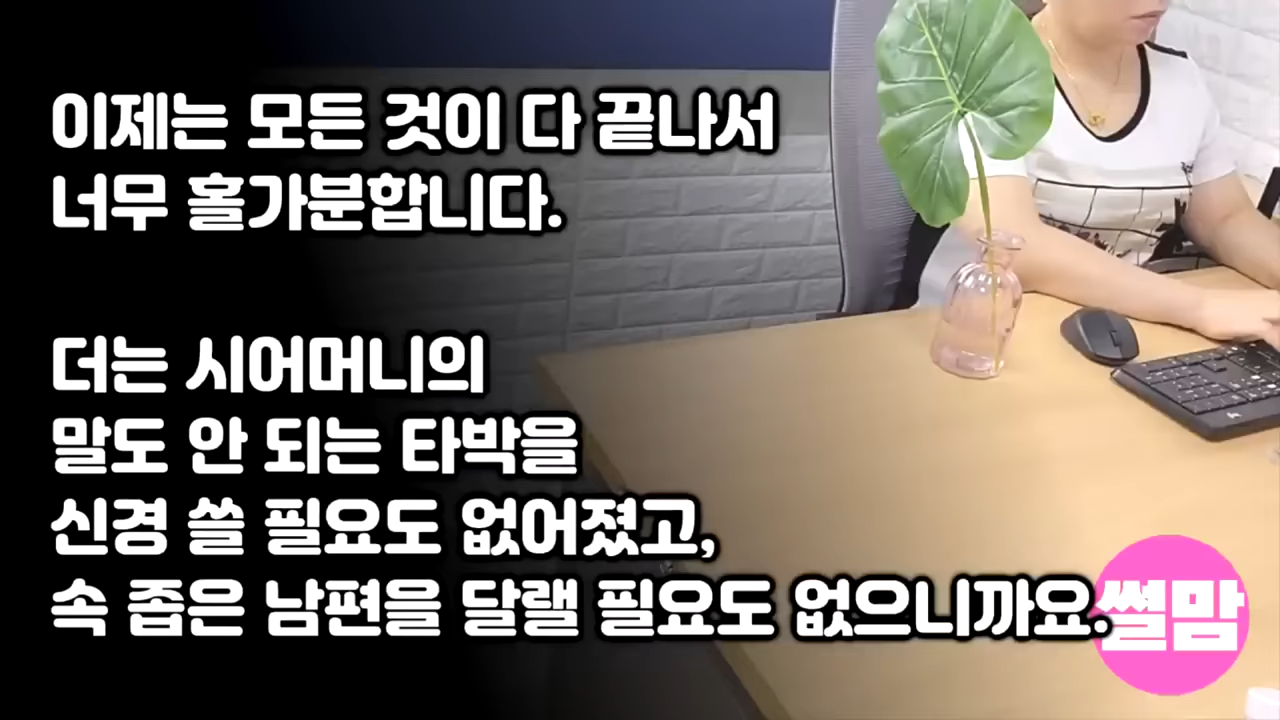 이제는 모든 것이 다 끝나서
너무 홀가분합니다.
더는 시어머니의
말도 안 되는 타박을
신경 쓸 필요도 없어졌고,
속 좁은 남편을 달랠 필요도 없으니까요.
썰맘